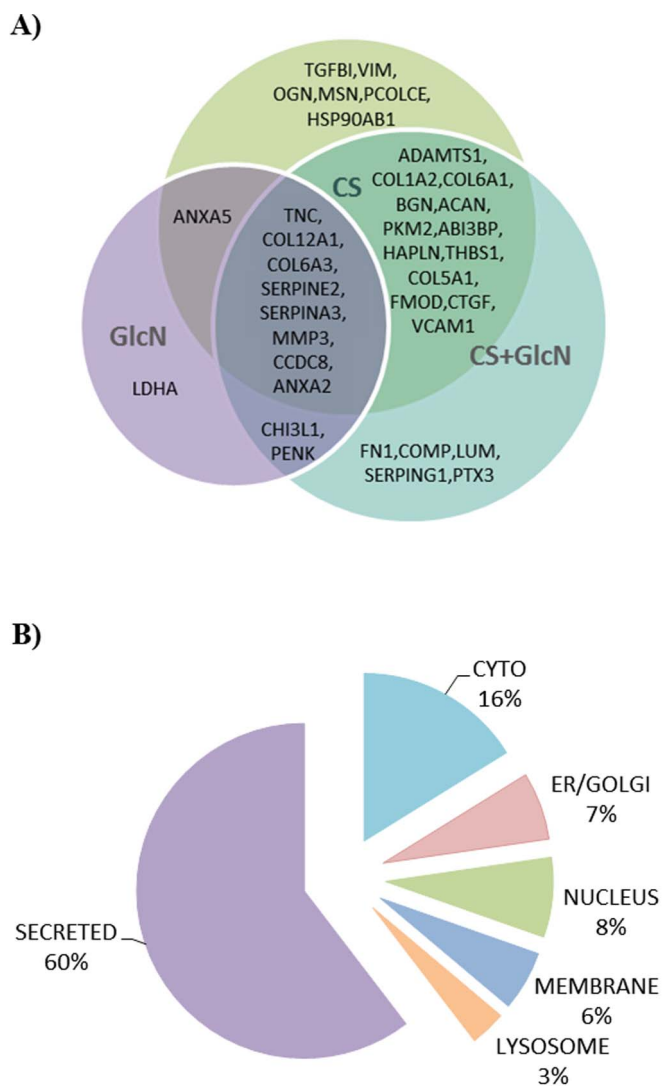 A)
TGFBI,VIM,
OGN,MSN,PCOLCE,
HSP90AB1
CS
ADAMTS1,
COL1A2,COL6A1,
BGN,ACAN,
PKM2,ABI3BP,
HAPLN,THBS1,
COL5A1,
FMOD,CTGF,
VCAM1
ANXA5
TNC,
COL12A1,
COL6A3,
SERPINE2,
SERPINA3,
MMP3,
CCDC8,
ANXA2
GlcN
LDHA
CS+GlcN
CHI3L1,
PENK
FN1,COMP,LUM,
SERPING1,PTX3
B)
CYTO
16%
ER/GOLGI
7%
NUCLEUS
8%
MEMBRANE
6%
LYSOSOME
3%
SECRETED
60%